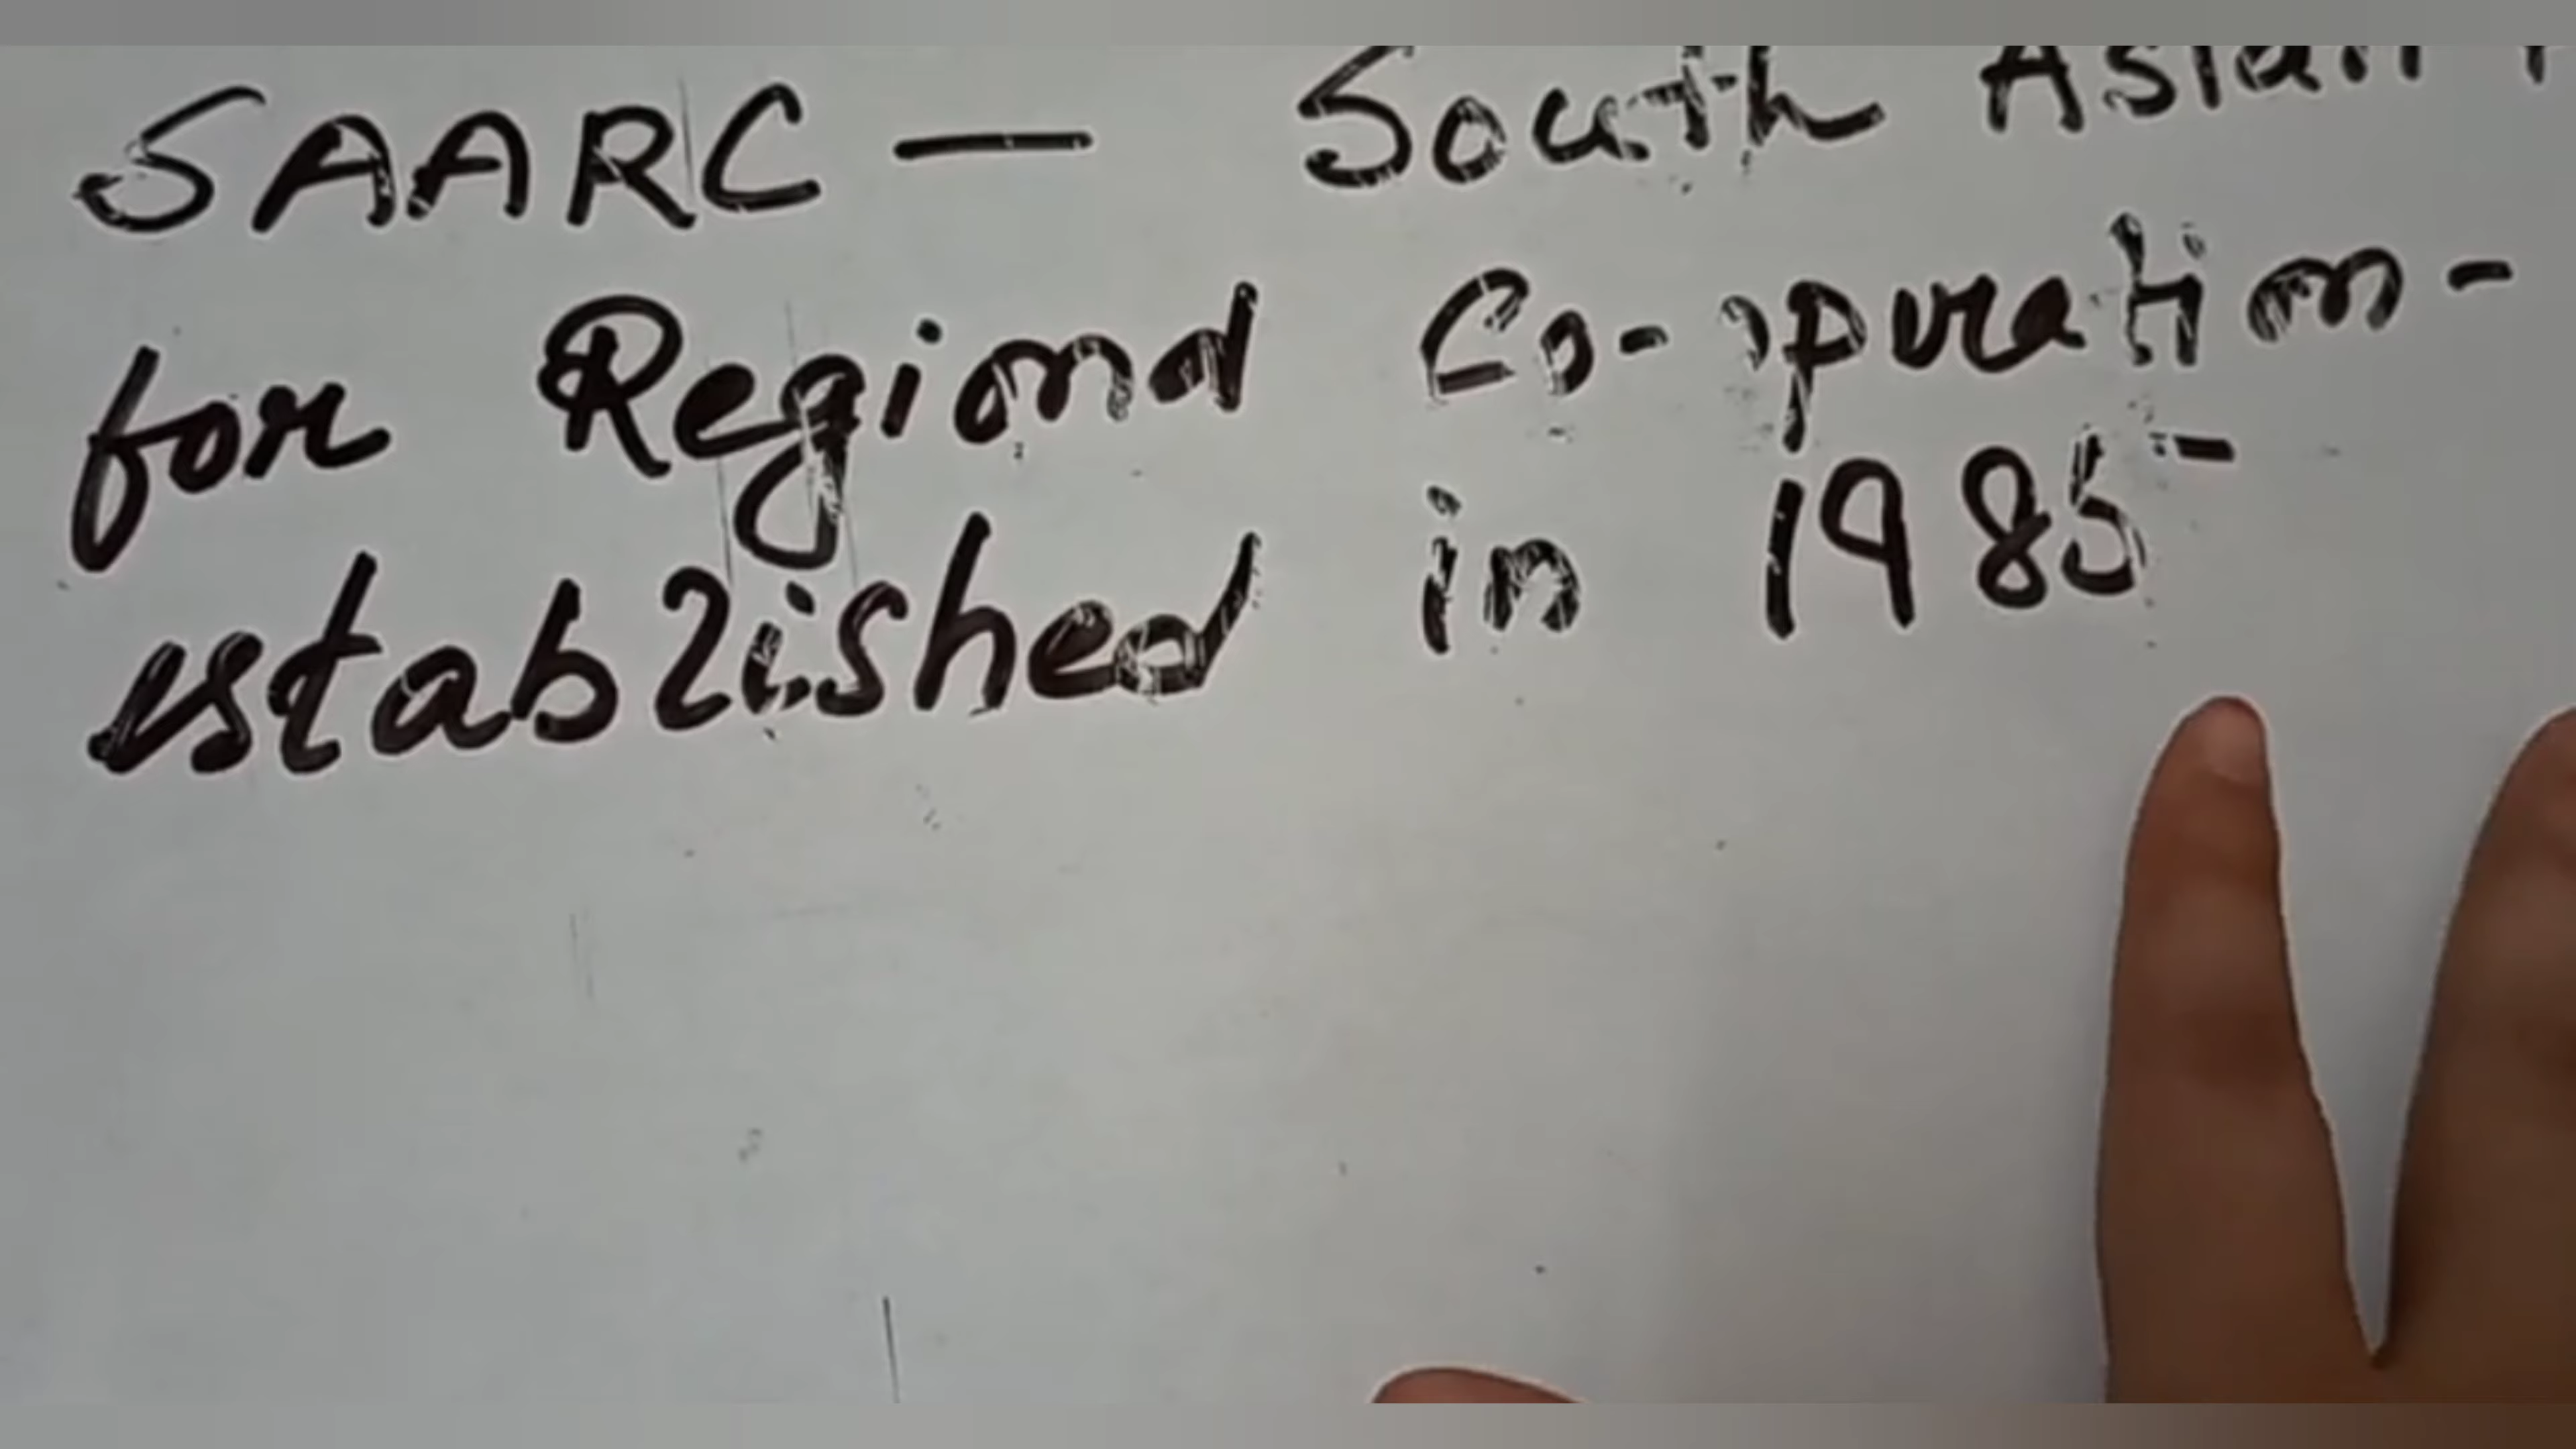 SAARC — South Asian
for Regional Co-operation-
established in 1985